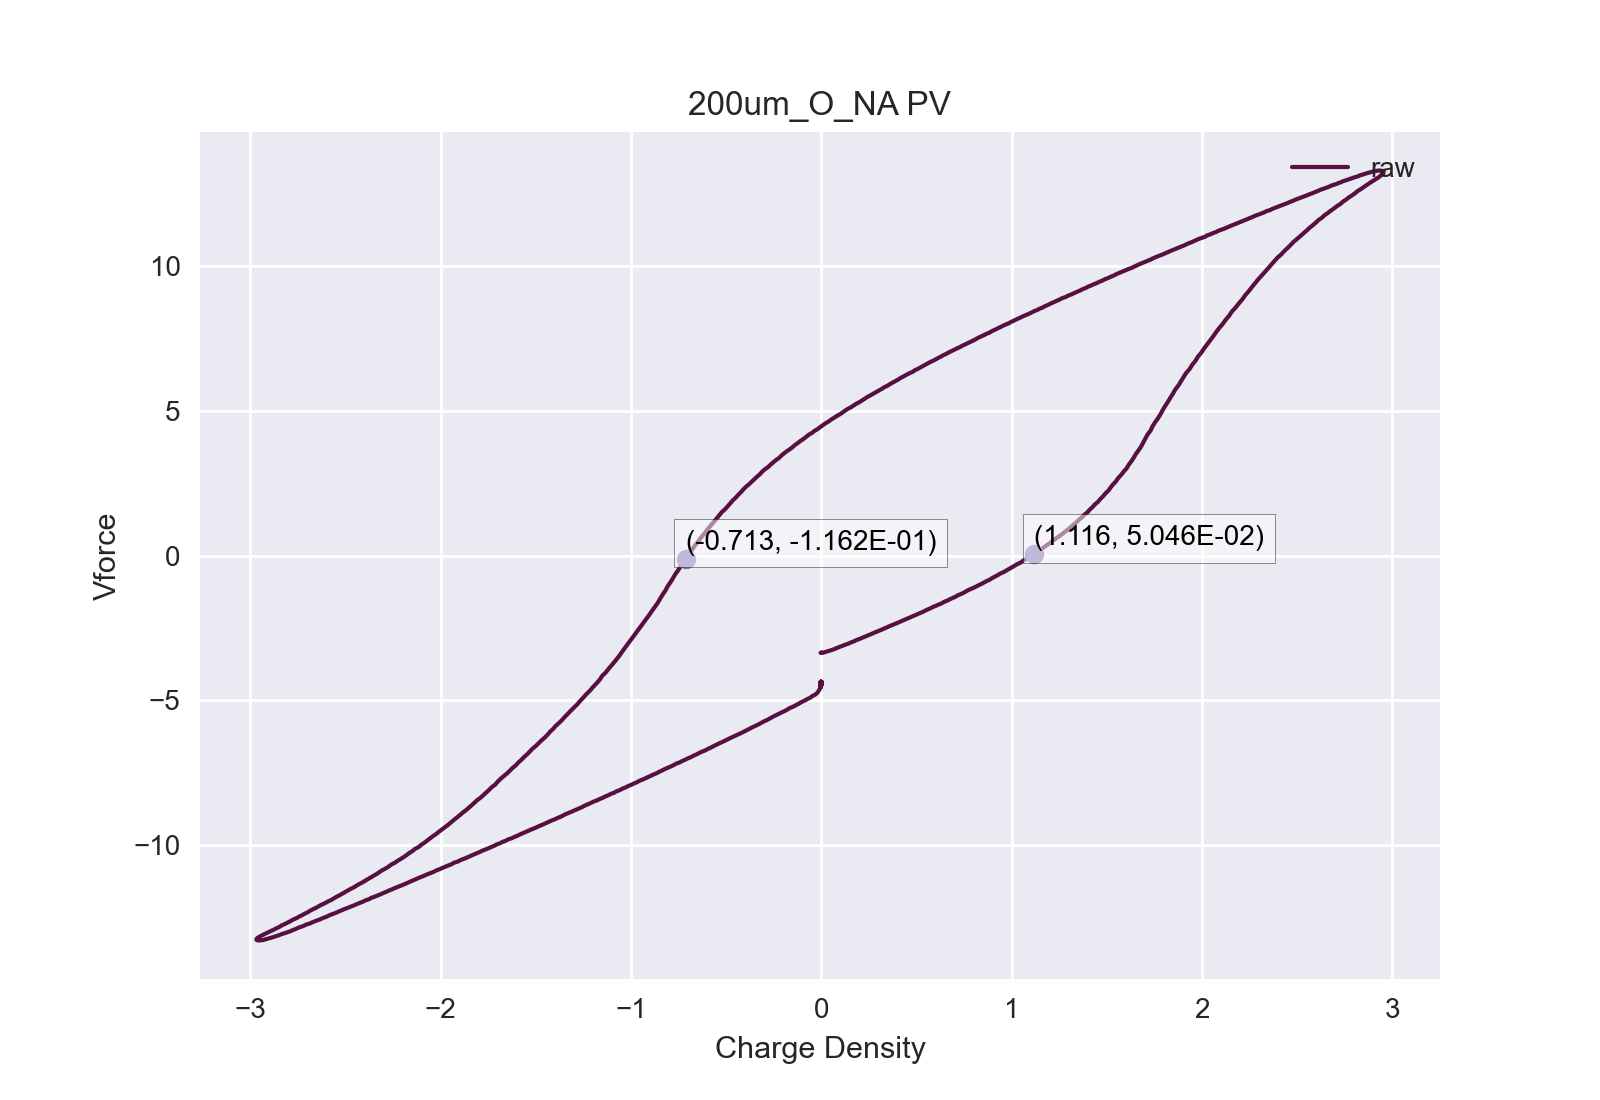 200um_O_NA PV
raw
10
5
0
−5
−10
Vforce
(-0.713, -1.162E-01)
(1.116, 5.046E-02)
−3 −2 −1 0 1 2 3
Charge Density